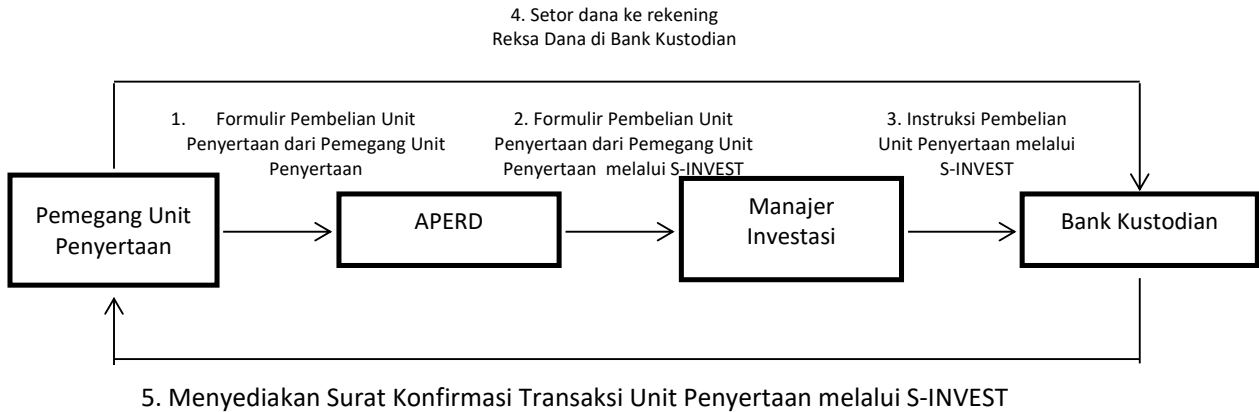 4. Setor dana ke rekening
Reksa Dana di Bank Kustodian
1. Formulir Pembelian Unit
Penyertaan dari Pemegang Unit
Penyertaan
2. Formulir Pembelian Unit
Penyertaan dari Pemegang Unit
Penyertaan melalui S-INVEST
3. Instruksi Pembelian
Unit Penyertaan melalui
S-INVEST
Pemegang Unit
Penyertaan
APERD
Manajer
Investasi
Bank Kustodian
5. Menyediakan Surat Konfirmasi Transaksi Unit Penyertaan melalui S-INVEST